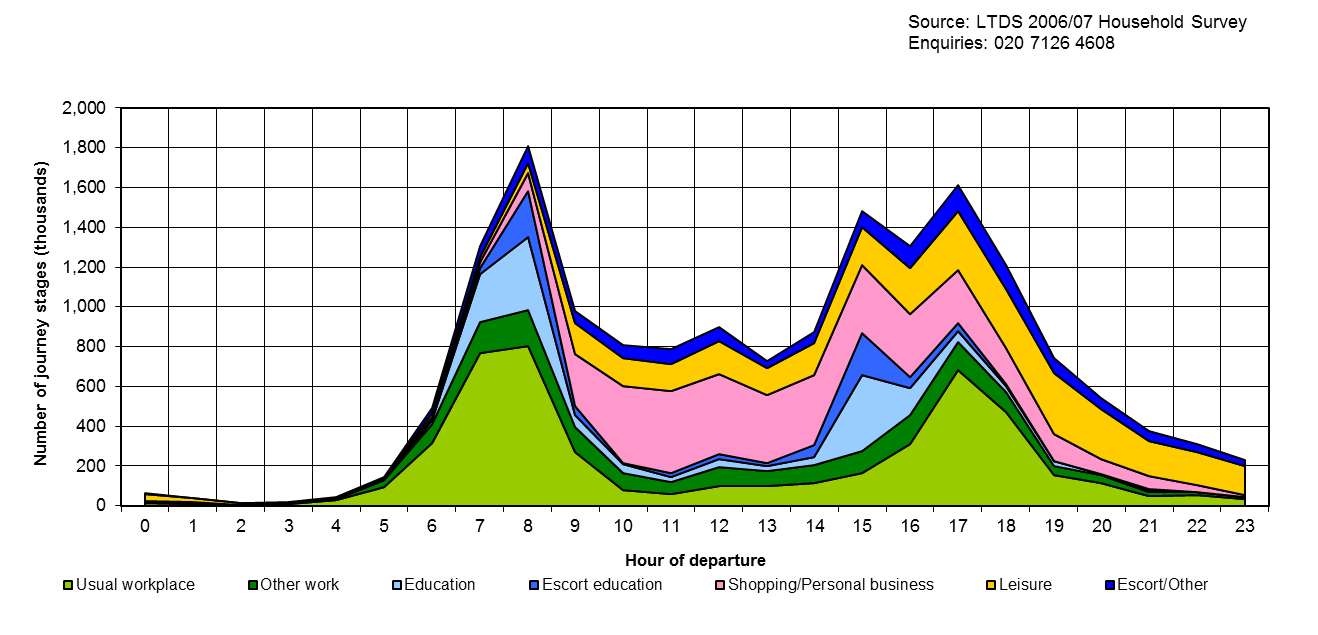 Source: LTDS 2006/07 Household Survey
Enquiries: 020 7126 4608
Number of journey stages (thousands)
2,000
1,800
1,600
1,400
1,200
1,000
800
600
400
200
0
0 1 2 3 4 5 6 7 8 9 10 11 12 13 14 15 16 17 18 19 20 21 22 23
Hour of departure
Usual workplace Other work Education Escort education Shopping/Personal business Leisure Escort/Other